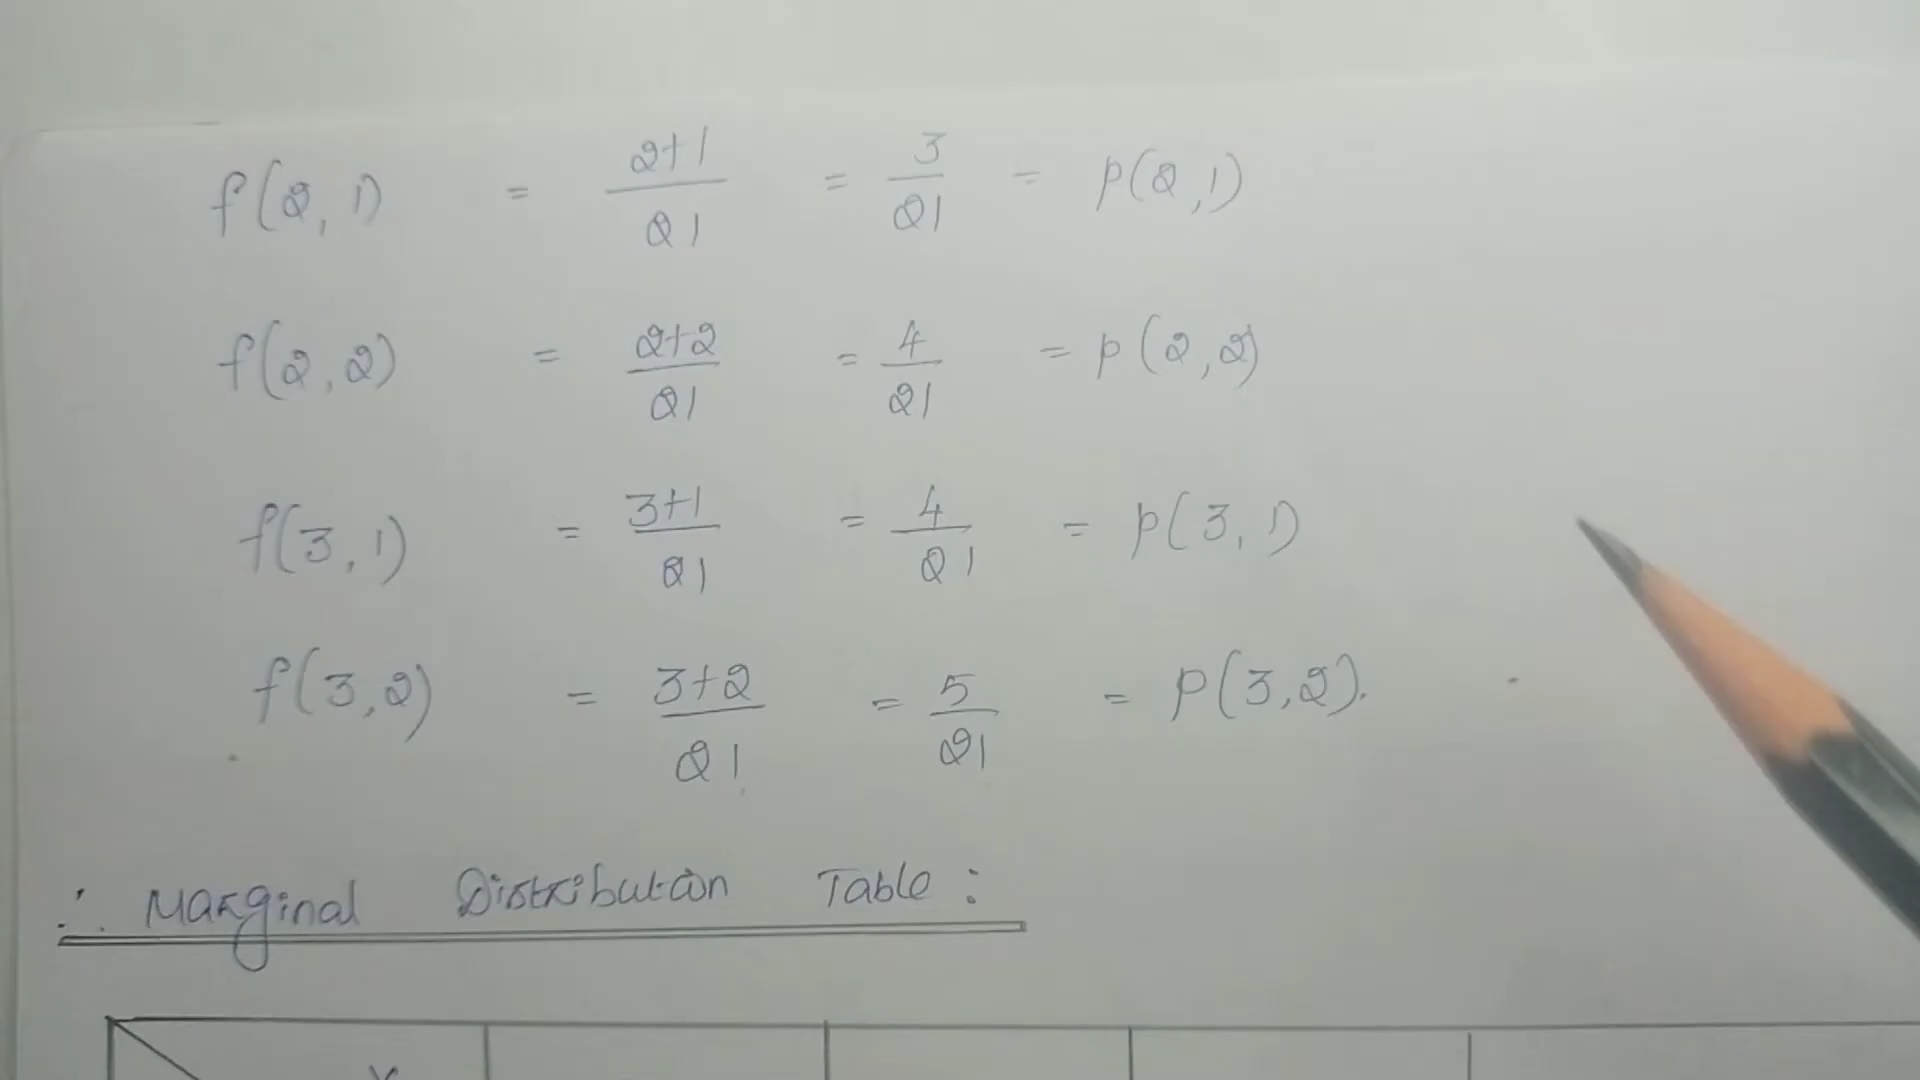 f(2,1) = 2+1/21 = 3/21 = p(2,1)
f(2,2) = 2+2/21 = 4/21 = p(2,2)
f(3,1) = 3+1/21 = 4/21 = p(3,1)
f(3,2) = 3+2/21 = 5/21 = p(3,2).
∴ Marginal Distribution Table :